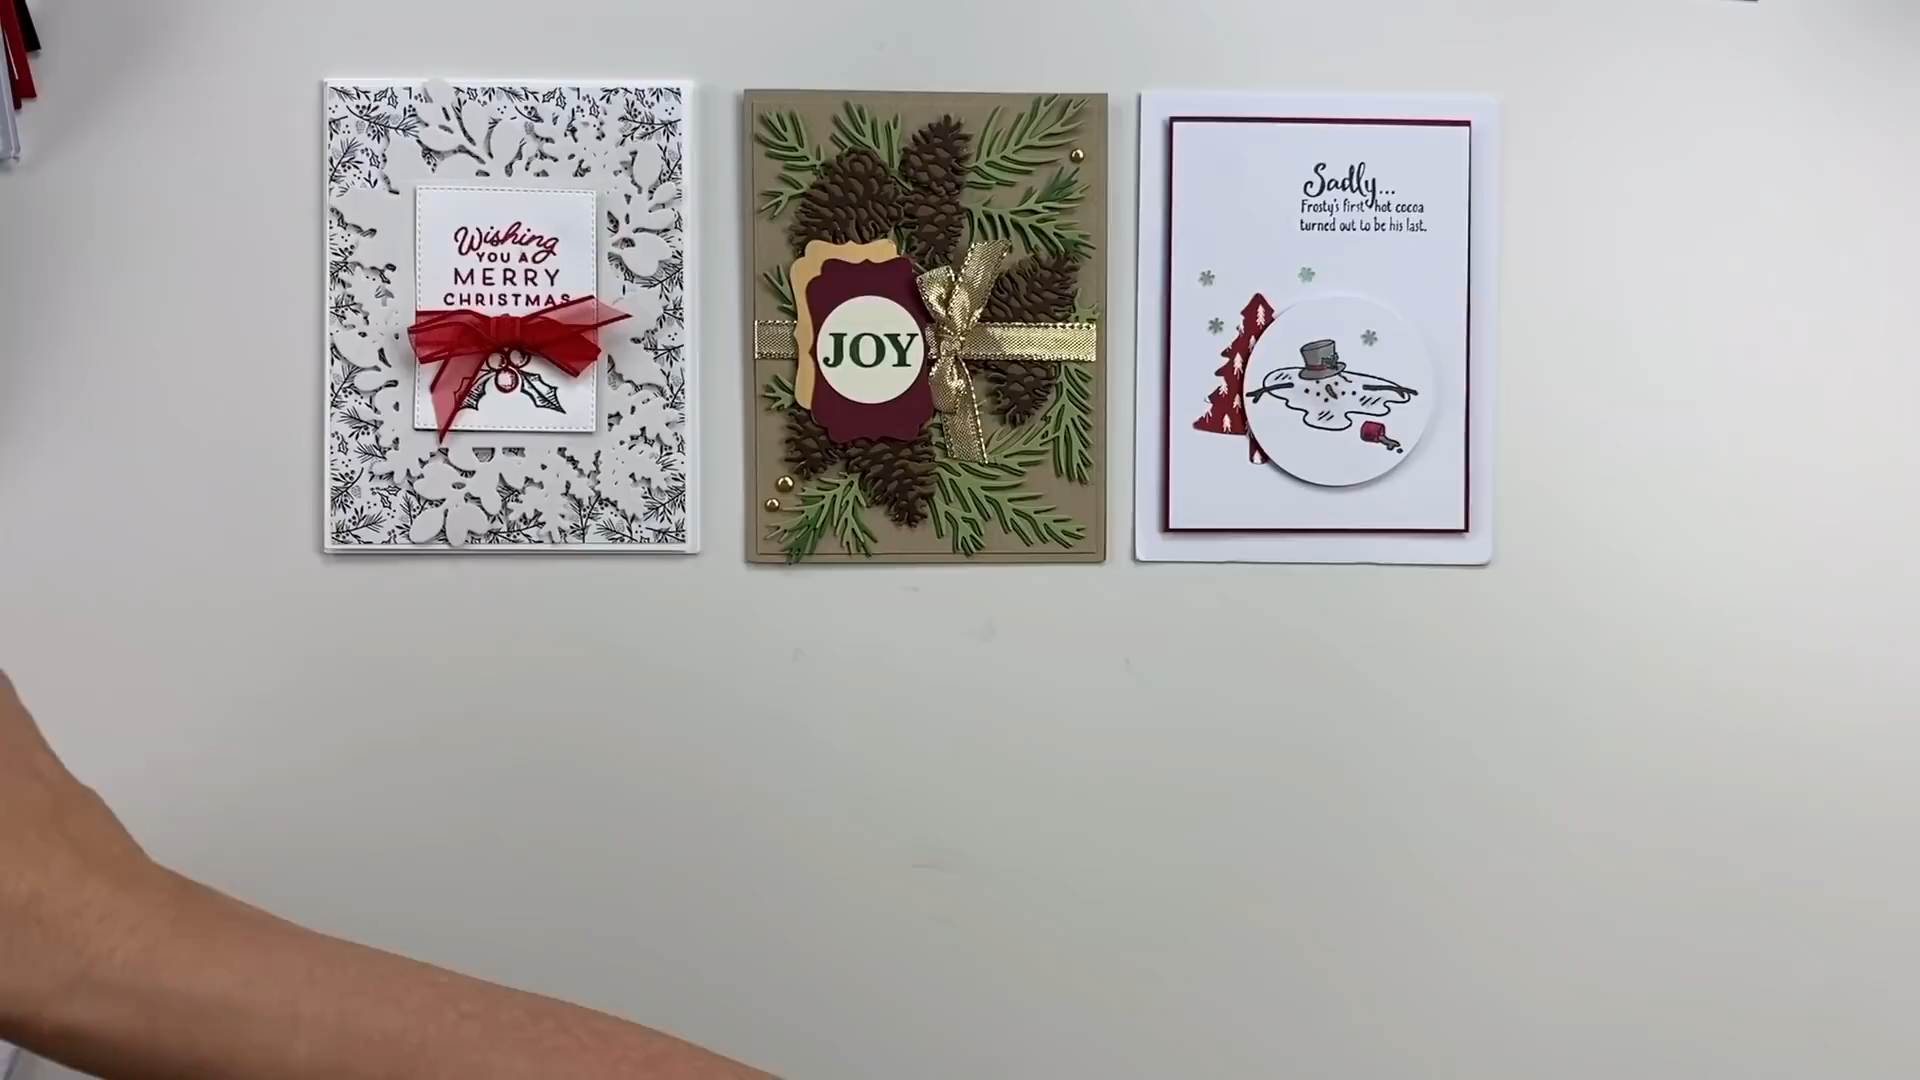 Wishing
YOU A
MERRY
CHRISTMAS
JOY
Sadly...
Frosty's first hot cocoa
turned out to be his last.